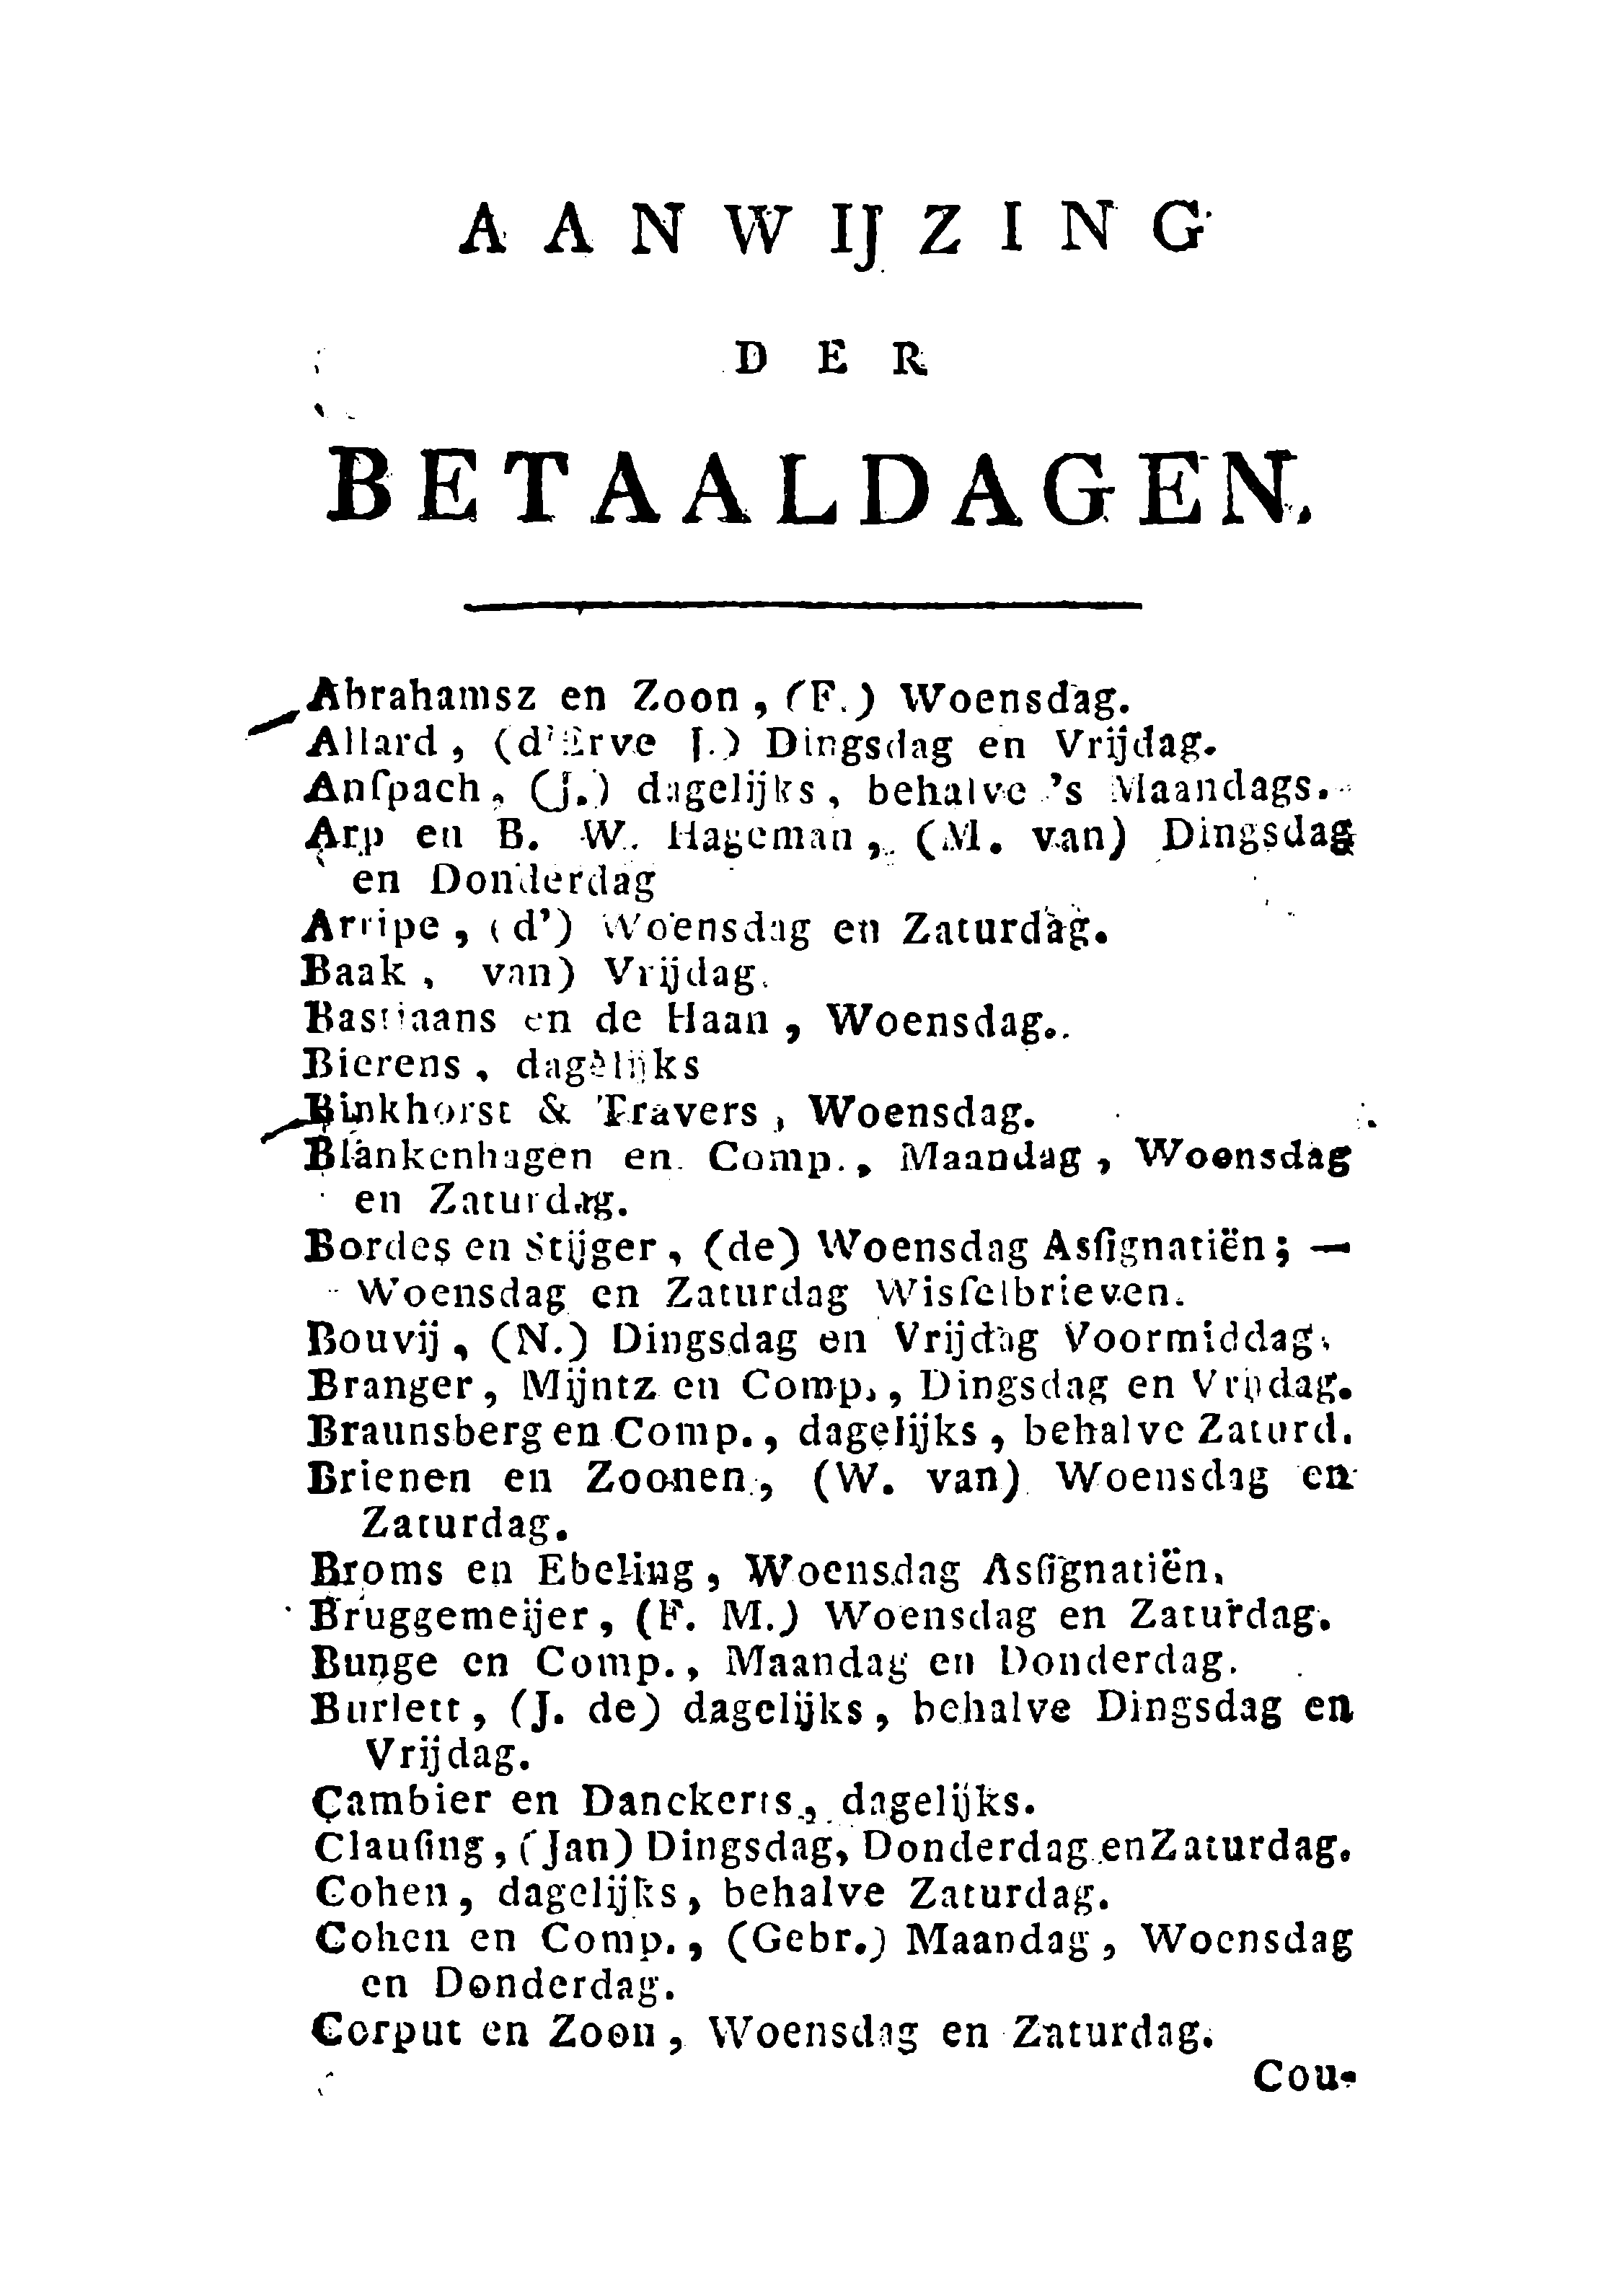 AANWIJZING
DER
BETAALDAGEN.
Abrahamsz en Zoon, (F.) Woensdag.
Allard, (d'Erve J.) Dingsdag en Vrijdag.
Anſpach, (J.) dagelijks, behalve 's Maandags.
Arp en B. W. Hageman, (M. van) Dingsdag
en Donderdag
Arripe, (d') Woensdag en Zaturdag.
Baak, van) Vrijdag.
Bastiaans en de Haan, Woensdag.
Bierens, dagelijks
Binkhorst & Travers, Woensdag.
Blankenhagen en Comp., Maandag, Woensdag
en Zaturdag.
Bordes en Stijger, (de) Woensdag Asſignatiën; —
Woensdag en Zaturdag Wisſelbrieven.
Bouvij, (N.) Dingsdag en Vrijdag Voormiddag.
Branger, Mijntz en Comp., Dingsdag en Vrijdag.
Braunsberg en Comp., dagelijks, behalve Zaturd.
Brienen en Zoonen, (W. van) Woensdag en
Zaturdag.
Broms en Ebeling, Woensdag Asſignatiën.
Bruggemeijer, (F. M.) Woensdag en Zaturdag.
Bunge en Comp., Maandag en Donderdag.
Burlett, (J. de) dagelijks, behalve Dingsdag en
Vrijdag.
Cambier en Danckerts, dagelijks.
Clauſing, (Jan) Dingsdag, Donderdag en Zaturdag.
Cohen, dagelijks, behalve Zaturdag.
Cohen en Comp., (Gebr.) Maandag, Woensdag
en Donderdag.
Corput en Zoon, Woensdag en Zaturdag.
Cou-